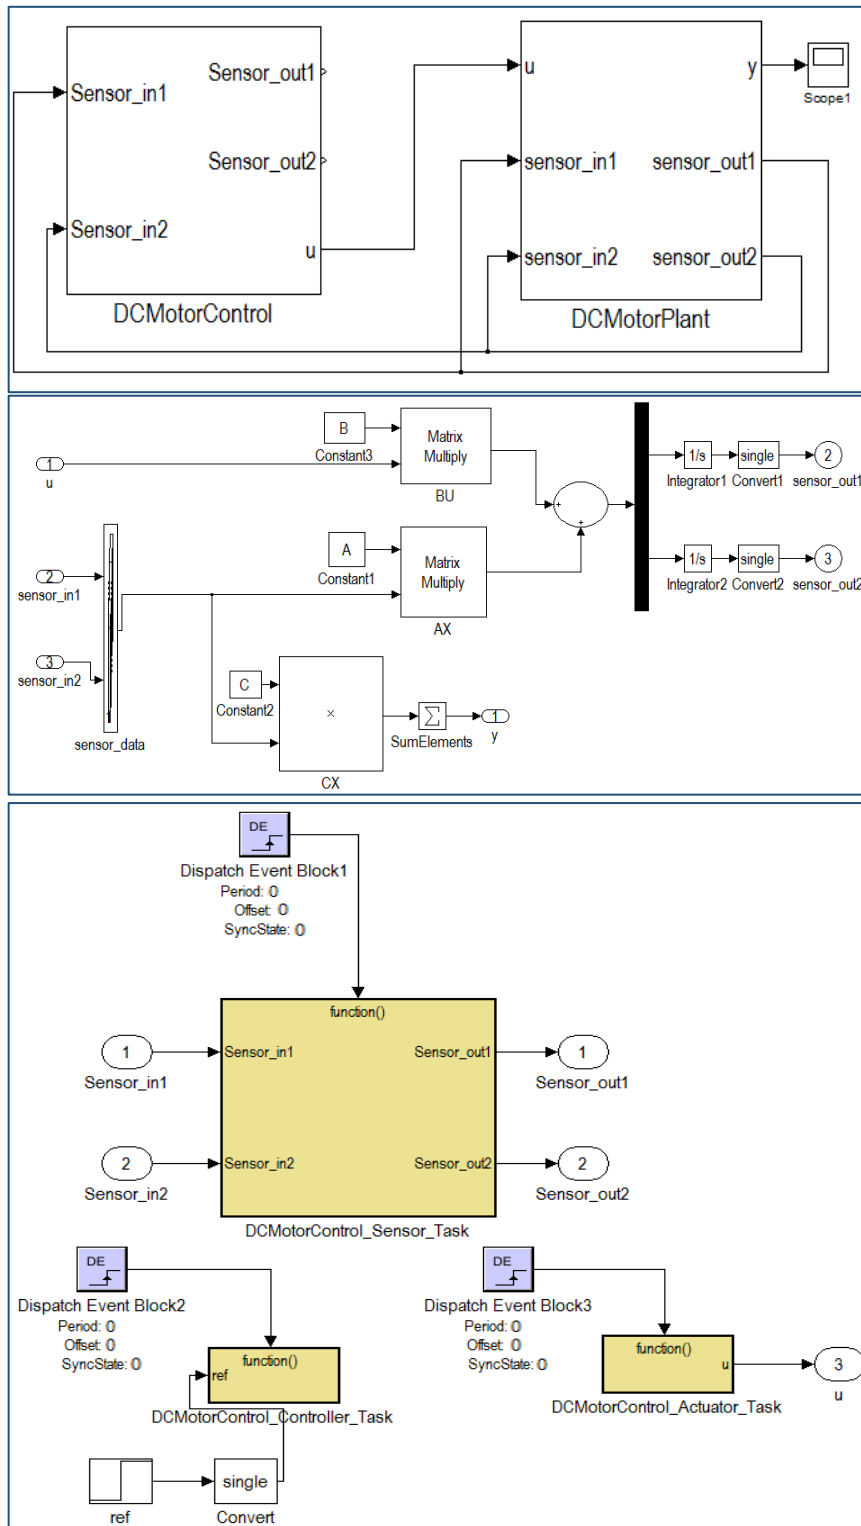 Sensor_in1
Sensor_in2
Sensor_out1
Sensor_out2
u
DCMotorControl
u
sensor_in1
sensor_in2
y
sensor_out1
sensor_out2
DCMotorPlant
Scope1
1
u
2
sensor_in1
3
sensor_in2
sensor_data
B
Constant3
Matrix
Multiply
BU
A
Constant1
Matrix
Multiply
AX
C
Constant2
×
CX
+
+
SumElements
1
y
1/s
Integrator1
single
Convert1
2
sensor_out1
1/s
Integrator2
single
Convert2
3
sensor_out2
DE
Dispatch Event Block1
Period: 0
Offset: 0
SyncState: 0
function()
1
Sensor_in1
Sensor_in1
Sensor_out1
1
Sensor_out1
2
Sensor_in2
Sensor_in2
Sensor_out2
2
Sensor_out2
DCMotorControl_Sensor_Task
DE
Dispatch Event Block2
Period: 0
Offset: 0
SyncState: 0
function()
ref
DCMotorControl_Controller_Task
ref
single
Convert
DE
Dispatch Event Block3
Period: 0
Offset: 0
SyncState: 0
function()
u
DCMotorControl_Actuator_Task
3
u